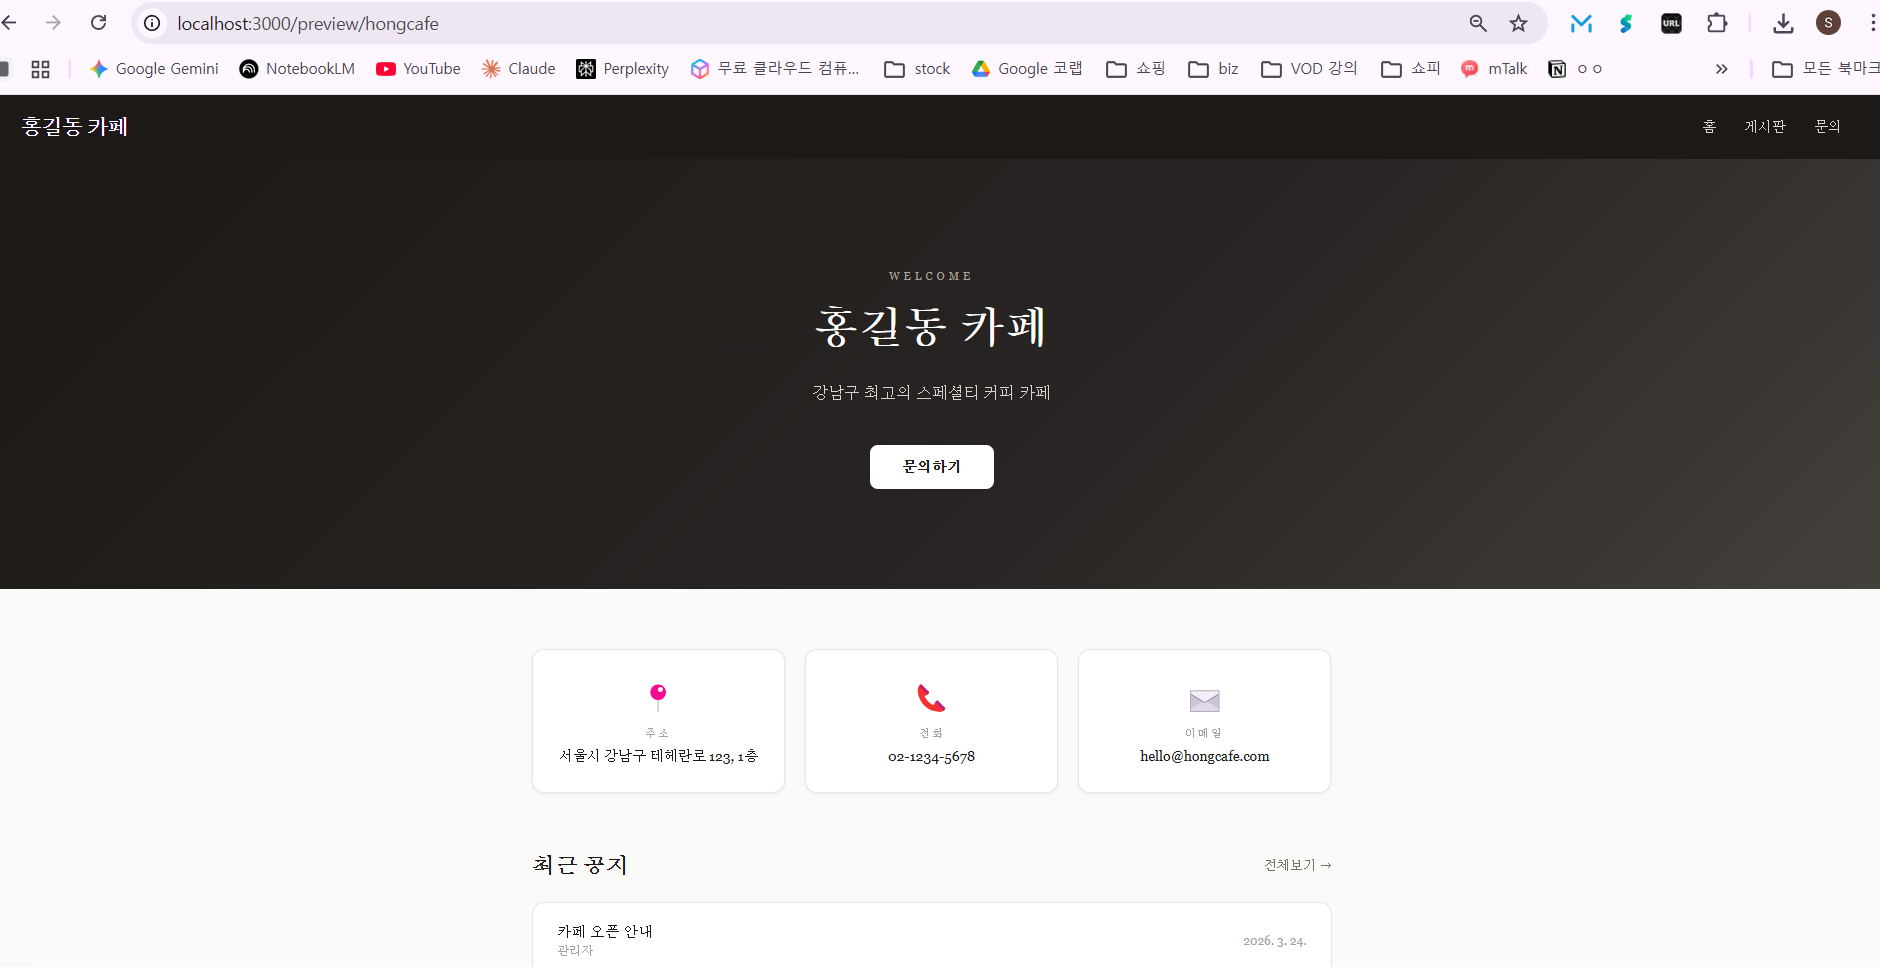 localhost:3000/preview/hongcafe
S
URL
Google Gemini NotebookLM YouTube Claude Perplexity 무료 클라우드 컴퓨... stock Google 코랩 쇼핑 biz VOD 강의 쇼피 mTalk ㅇㅇ » 모든 북마크
홍길동 카페
홈 게시판 문의
WELCOME
홍길동 카페
강남구 최고의 스페셜티 커피 카페
문의하기
주소
서울시 강남구 테헤란로 123, 1층
전화
02-1234-5678
이메일
hello@hongcafe.com
최근 공지
전체보기 →
카페 오픈 안내
관리자
2026. 3. 24.